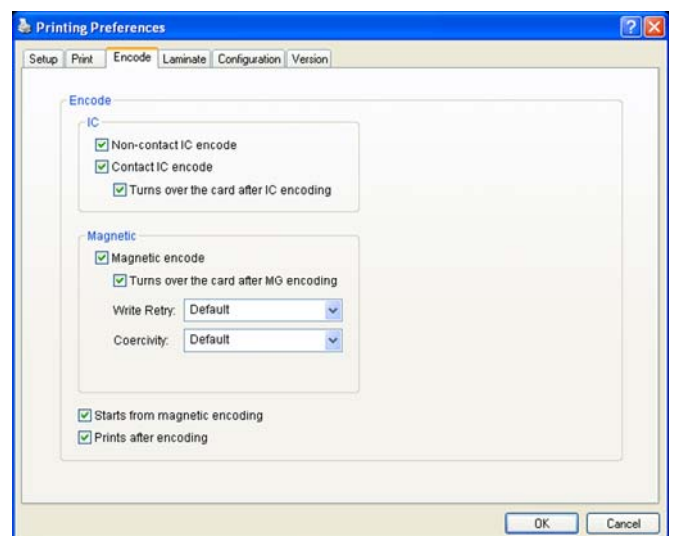 Printing Preferences
Setup Print Encode Laminate Configuration Version
Encode
IC
Non-contact IC encode
Contact IC encode
Turns over the card after IC encoding
Magnetic
Magnetic encode
Turns over the card after MG encoding
Write Retry: Default
Coercivity: Default
Starts from magnetic encoding
Prints after encoding
OK Cancel